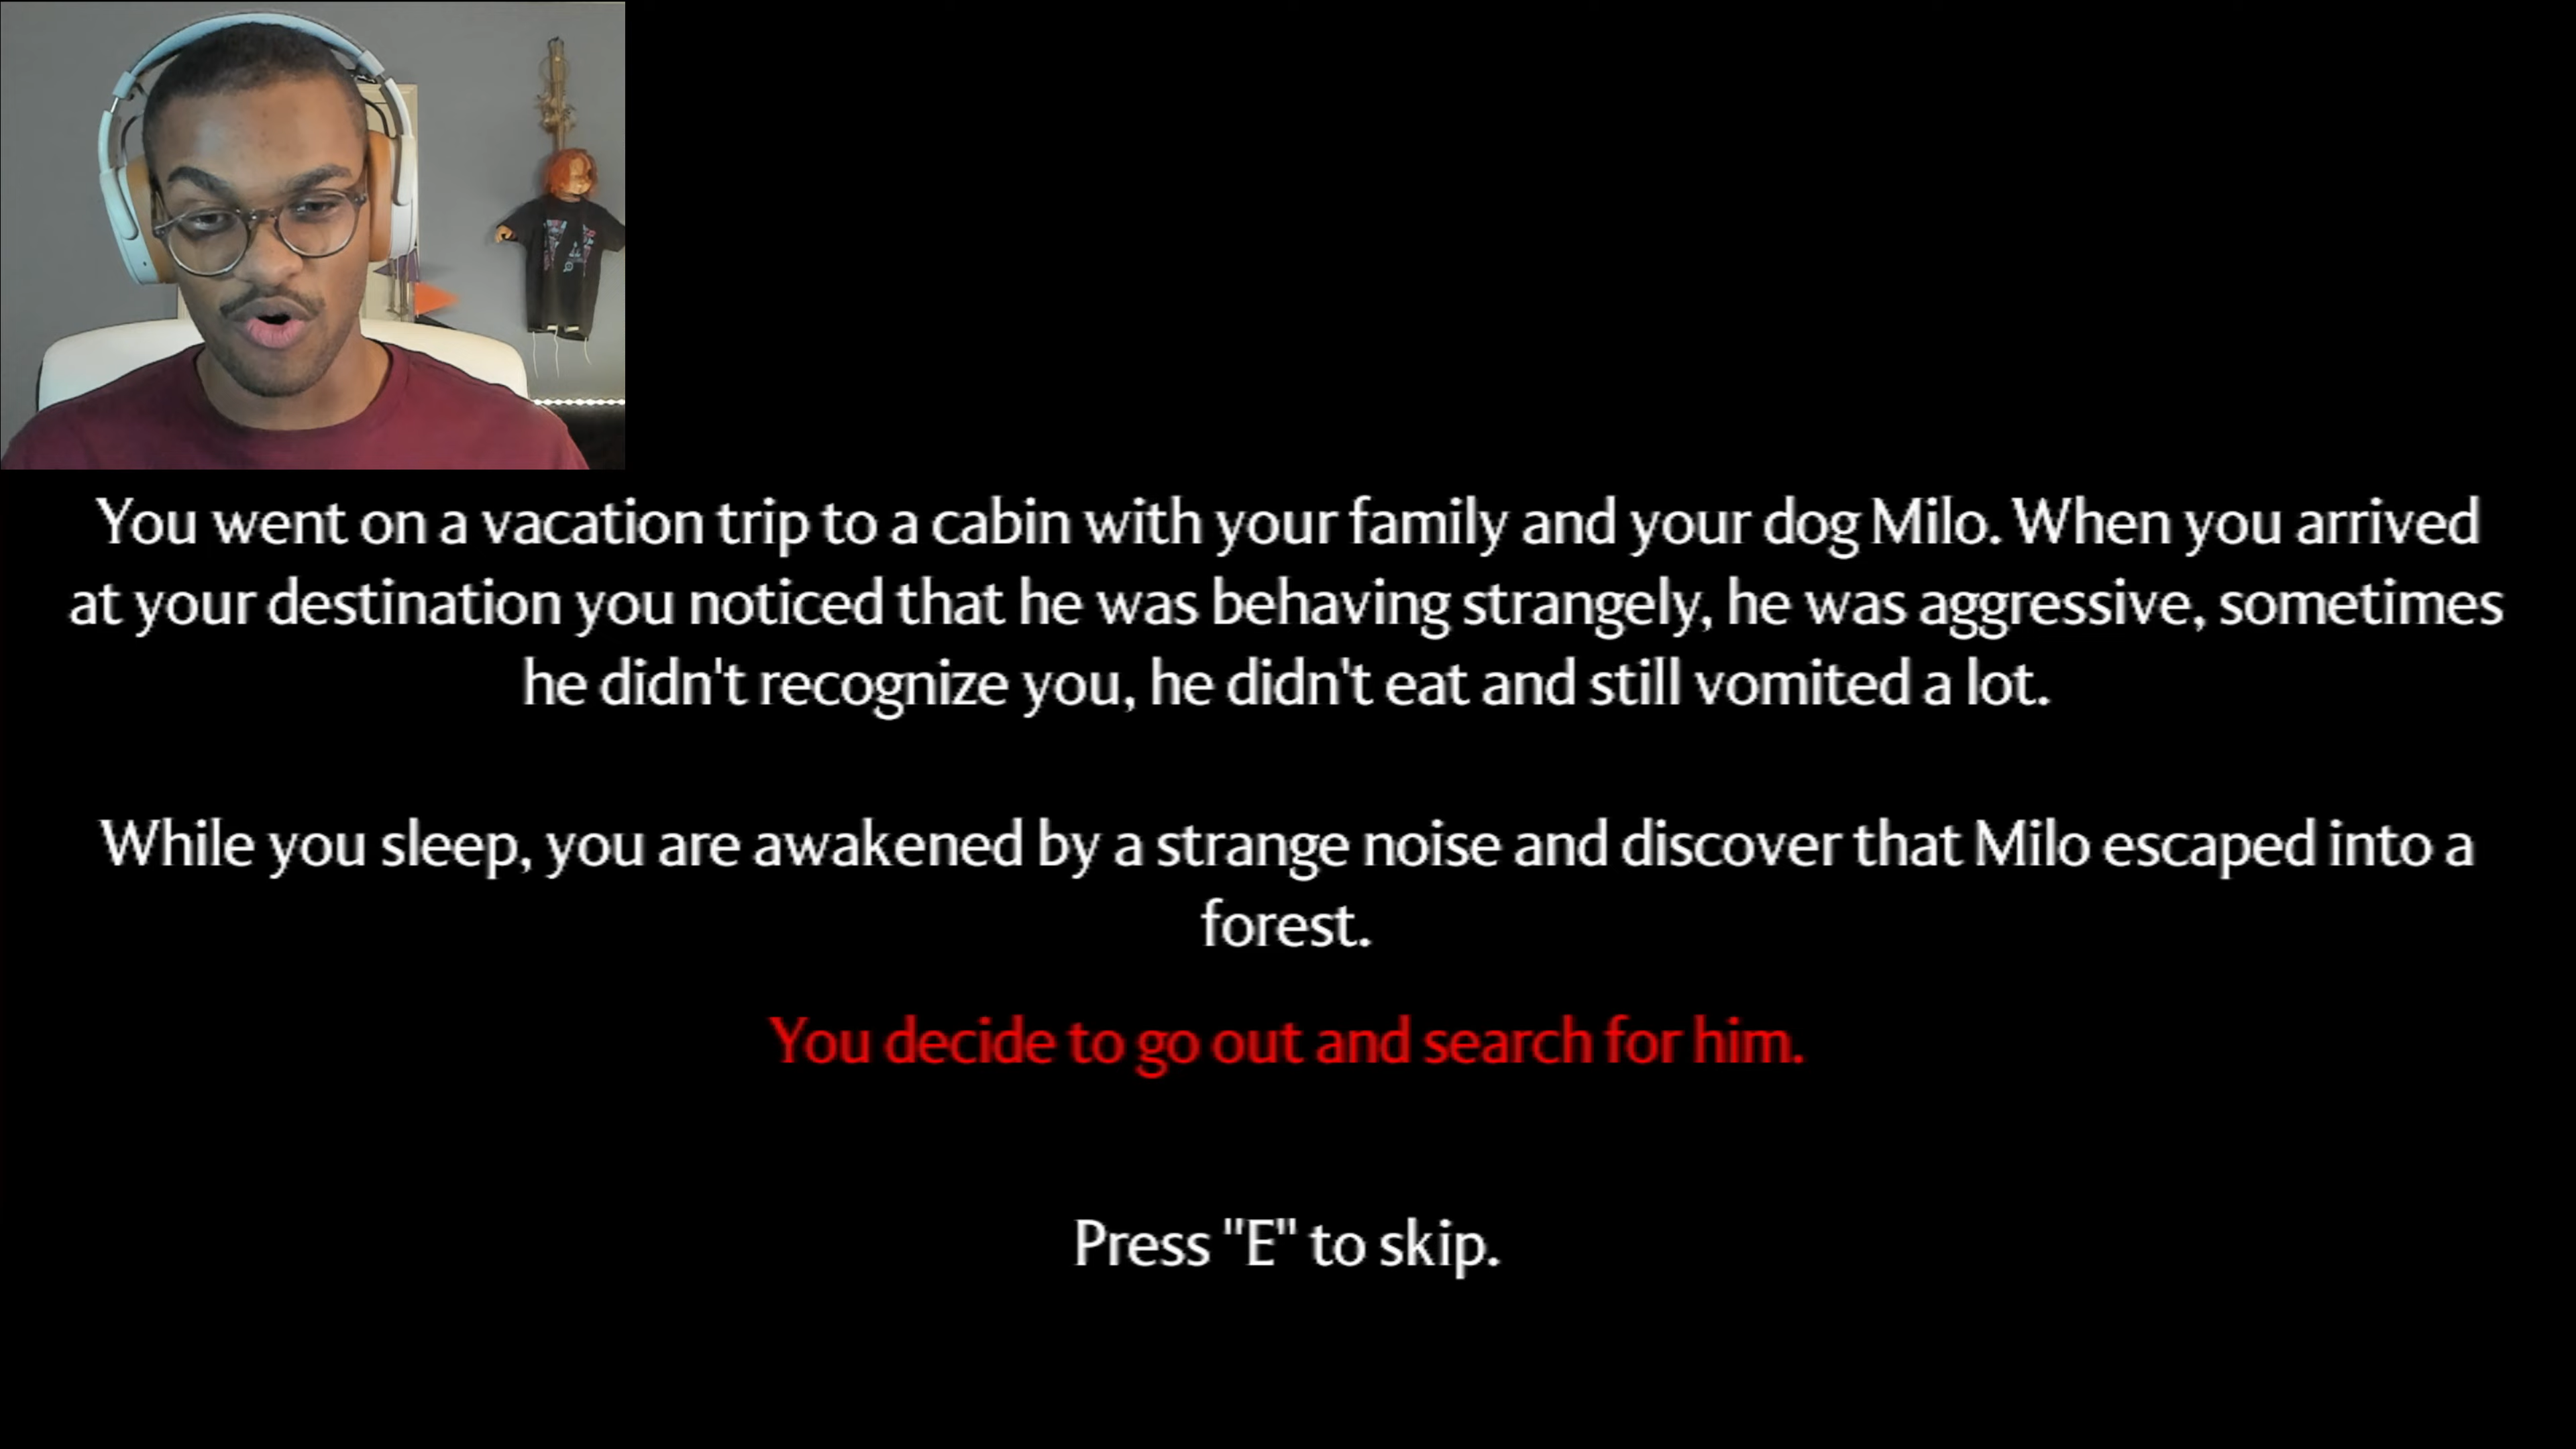 You went on a vacation trip to a cabin with your family and your dog Milo. When you arrived
at your destination you noticed that he was behaving strangely, he was aggressive, sometimes
he didn't recognize you, he didn't eat and still vomited a lot.
While you sleep, you are awakened by a strange noise and discover that Milo escaped into a
forest.
You decide to go out and search for him.
Press "E" to skip.